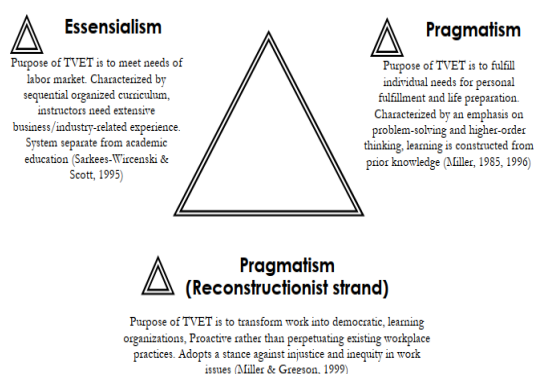 Essensialism
Purpose of TVET is to meet needs of
labor market. Characterized by
sequential organized curriculum,
instructors need extensive
business/industry-related experience.
System separate from academic
education (Sarkees-Wircenski &
Scott, 1995)
Pragmatism
Purpose of TVET is to fulfill
individual needs for personal
fulfillment and life preparation.
Characterized by an emphasis on
problem-solving and higher-order
thinking, learning is constructed from
prior knowledge (Miller, 1985, 1996)
Pragmatism
(Reconstructionist strand)
Purpose of TVET is to transform work into democratic, learning
organizations, Proactive rather than perpetuating existing workplace
practices. Adopts a stance against injustice and inequity in work
issues (Miller & Gregson, 1999)